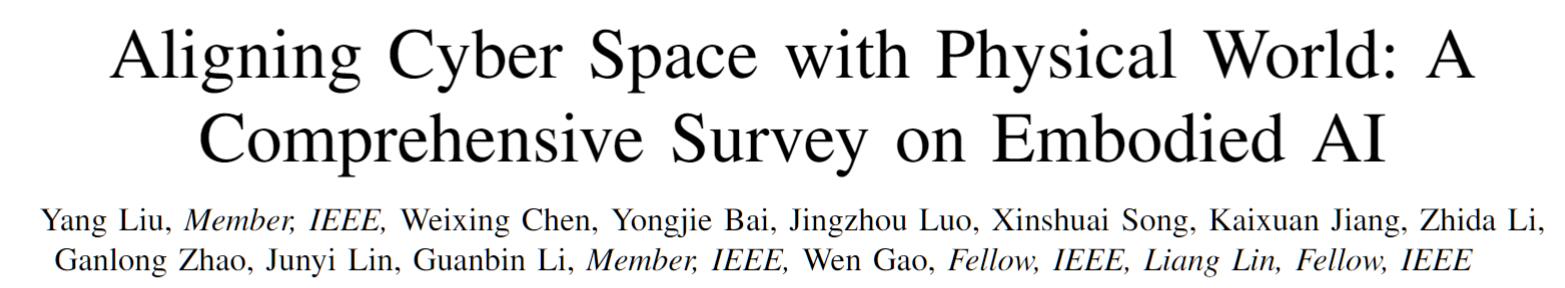 Aligning Cyber Space with Physical World: A
Comprehensive Survey on Embodied AI
Yang Liu, Member, IEEE, Weixing Chen, Yongjie Bai, Jingzhou Luo, Xinshuai Song, Kaixuan Jiang, Zhida Li,
Ganlong Zhao, Junyi Lin, Guanbin Li, Member, IEEE, Wen Gao, Fellow, IEEE, Liang Lin, Fellow, IEEE